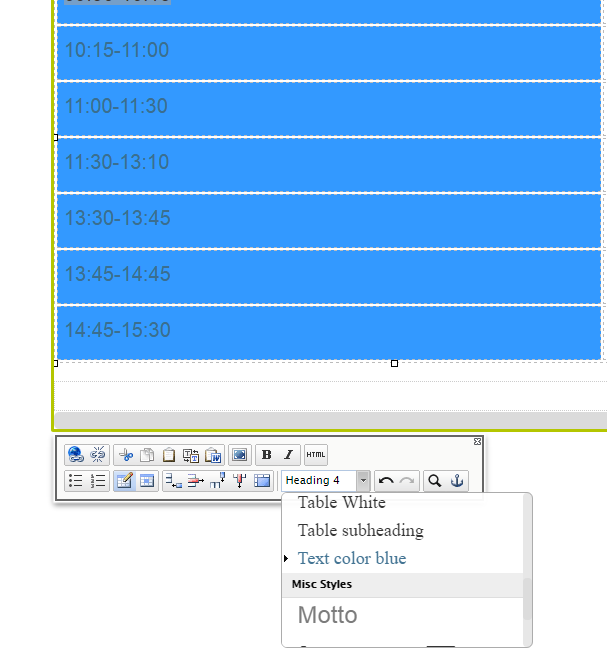 10:15-11:00
11:00-11:30
11:30-13:10
13:30-13:45
13:45-14:45
14:45-15:30
B I HTML
Heading 4
Table White
Table subheading
Text color blue
Misc Styles
Motto